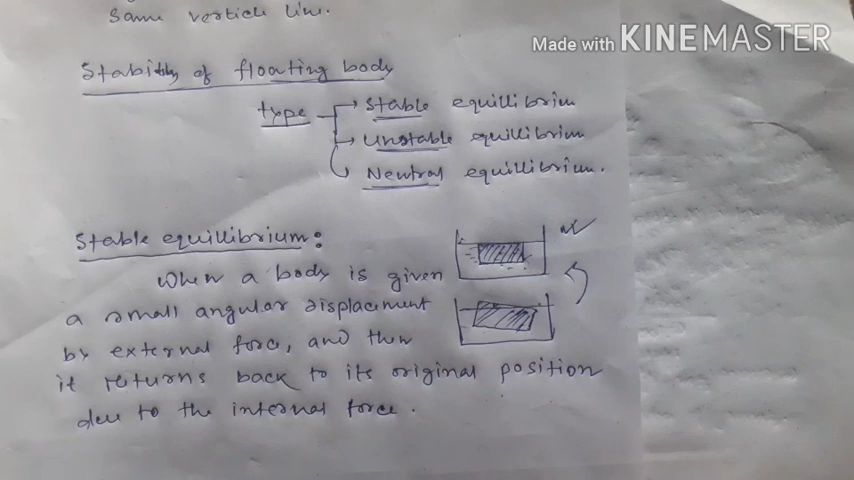 same verticle line.
Made with KINEMASTER
Stability of floating body
type
Stable equillibrium
Unstable equillibrium
Neutral equillibrium.
Stable equillibrium:
When a body is given
a small angular displacement
by external force, and then
it returns back to its original position
due to the internal force.